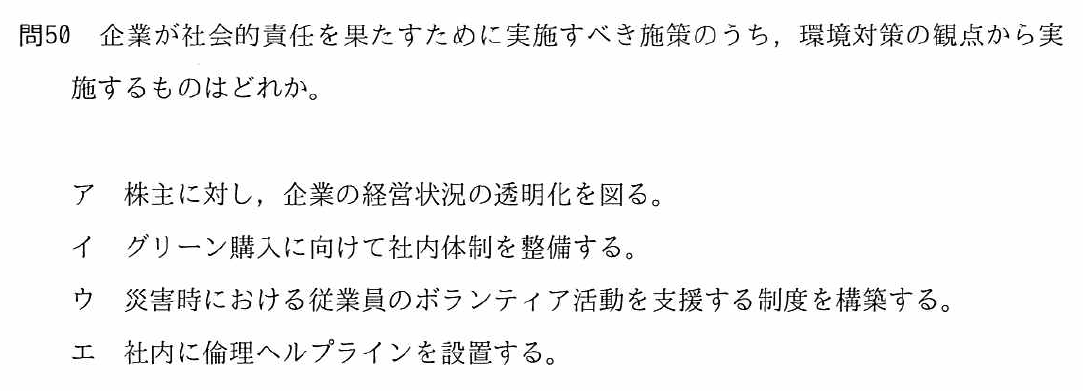 問50 企業が社会的責任を果たすために実施すべき施策のうち，環境対策の観点から実
施するものはどれか。
ア 株主に対し，企業の経営状況の透明化を図る。
イ グリーン購入に向けて社内体制を整備する。
ウ 災害時における従業員のボランティア活動を支援する制度を構築する。
エ 社内に倫理ヘルプラインを設置する。